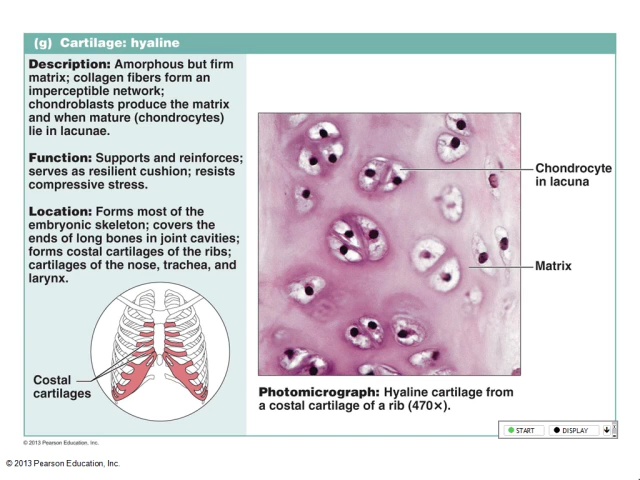 (g) Cartilage: hyaline
Description: Amorphous but firm
matrix; collagen fibers form an
imperceptible network;
chondroblasts produce the matrix
and when mature (chondrocytes)
lie in lacunae.
Function: Supports and reinforces;
serves as resilient cushion; resists
compressive stress.
Location: Forms most of the
embryonic skeleton; covers the
ends of long bones in joint cavities;
forms costal cartilages of the ribs;
cartilages of the nose, trachea, and
larynx.
Costal
cartilages
Chondrocyte
in lacuna
Matrix
Photomicrograph: Hyaline cartilage from
a costal cartilage of a rib (470×).
START DISPLAY
© 2013 Pearson Education, Inc.
© 2013 Pearson Education, Inc.